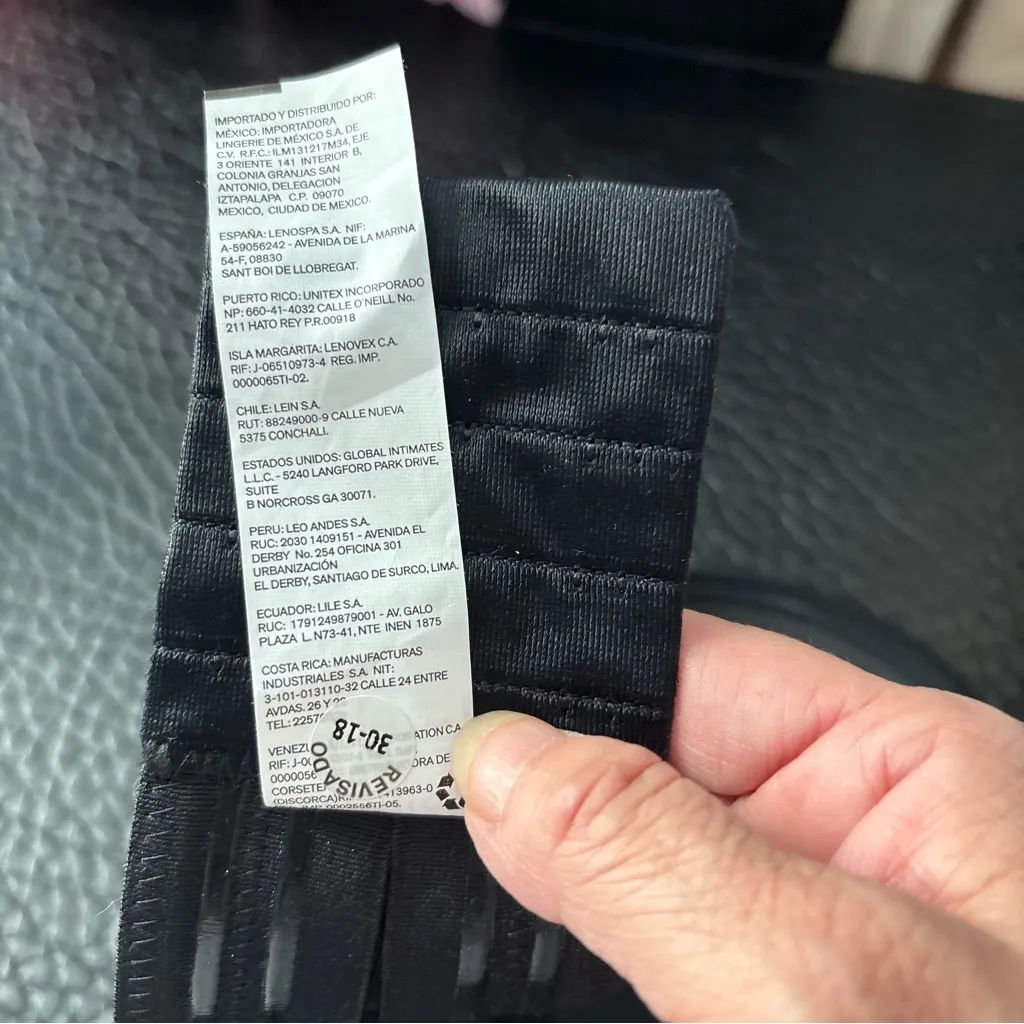 IMPORTADO Y DISTRIBUIDO POR:
MÉXICO: IMPORTADORA
LINGERIE DE MÉXICO S.A. DE
C.V. R.F.C.: ILM131217M34, EJE
3 ORIENTE 141 INTERIOR B,
COLONIA GRANJAS SAN
ANTONIO, DELEGACION
IZTAPALAPA C.P. 09070
MEXICO, CIUDAD DE MEXICO.
ESPAÑA: LENOSPA S.A. NIF:
A-59056242 - AVENIDA DE LA MARINA
54-F, 08830
SANT BOI DE LLOBREGAT.
PUERTO RICO: UNITEX INCORPORADO
NP: 660-41-4032 CALLE O'NEILL No.
211 HATO REY P.R.00918
ISLA MARGARITA: LENOVEX C.A.
RIF: J-06510973-4 REG. IMP.
0000065TI-02.
CHILE: LEIN S.A.
RUT: 88249000-9 CALLE NUEVA
5375 CONCHALI.
ESTADOS UNIDOS: GLOBAL INTIMATES
L.L.C. - 5240 LANGFORD PARK DRIVE,
SUITE
B NORCROSS GA 30071.
PERU: LEO ANDES S.A.
RUC: 2030 1409151 - AVENIDA EL
DERBY No. 254 OFICINA 301
URBANIZACIÓN
EL DERBY, SANTIAGO DE SURCO, LIMA.
ECUADOR: LILE S.A.
RUC: 1791249879001 - AV. GALO
PLAZA L. N73-41, NTE INEN 1875
COSTA RICA: MANUFACTURAS
INDUSTRIALES S.A. NIT:
3-101-013110-32 CALLE 24 ENTRE
AVDAS. 26 Y
TEL: 2257
30-18
REVISADO
C.A.
RIF: J-0
DE
0000056
CORSETE
13963-0
(DISCORCA)
0002556TI-05.